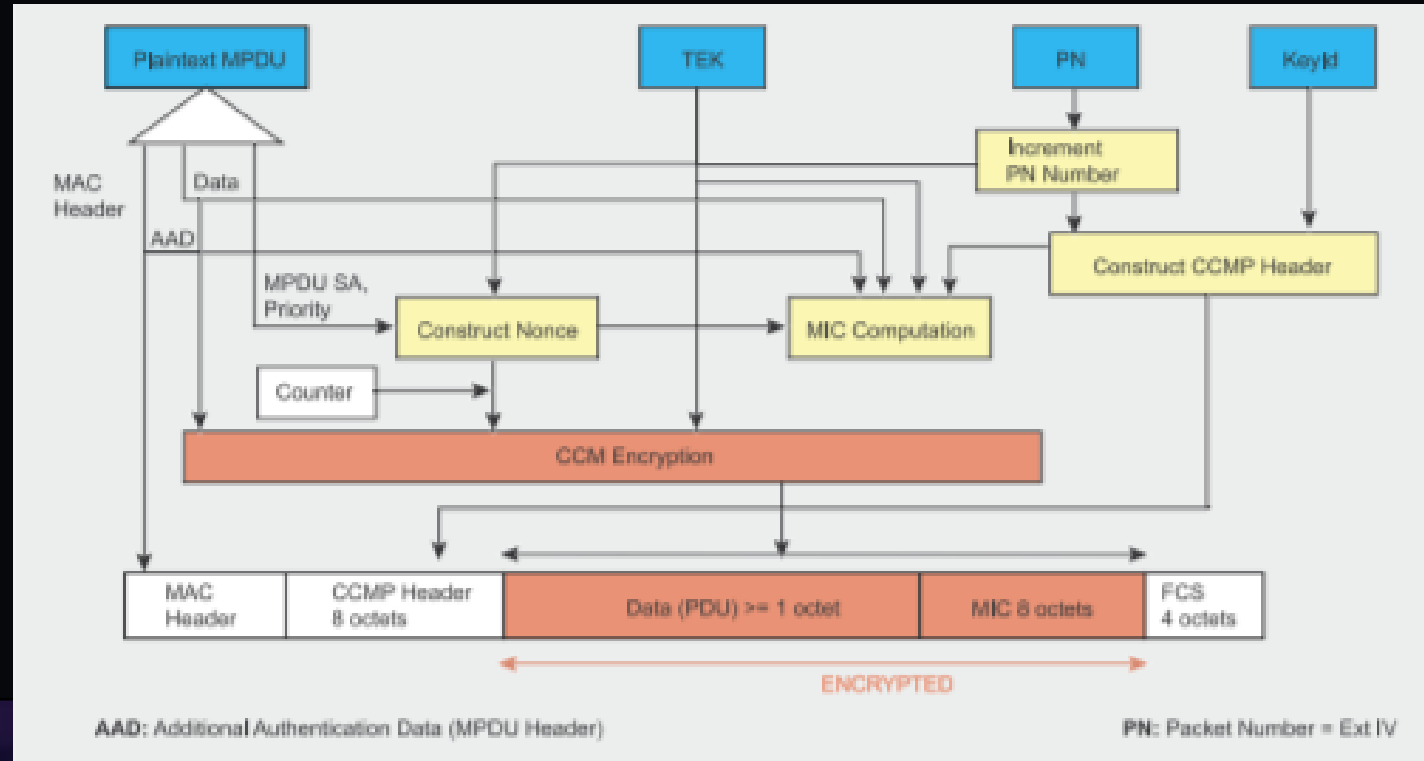 Plaintext MPDU
TEK
PN
KeyId
Increment
PN Number
MAC
Header
Data
AAD
Construct CCMP Header
MPDU SA,
Priority
Construct Nonce
MIC Computation
Counter
CCM Encryption
MAC
Header
CCMP Header
8 octets
Data (PDU) >= 1 octet
MIC 8 octets
FCS
4 octets
ENCRYPTED
AAD: Additional Authentication Data (MPDU Header)
PN: Packet Number = Ext IV